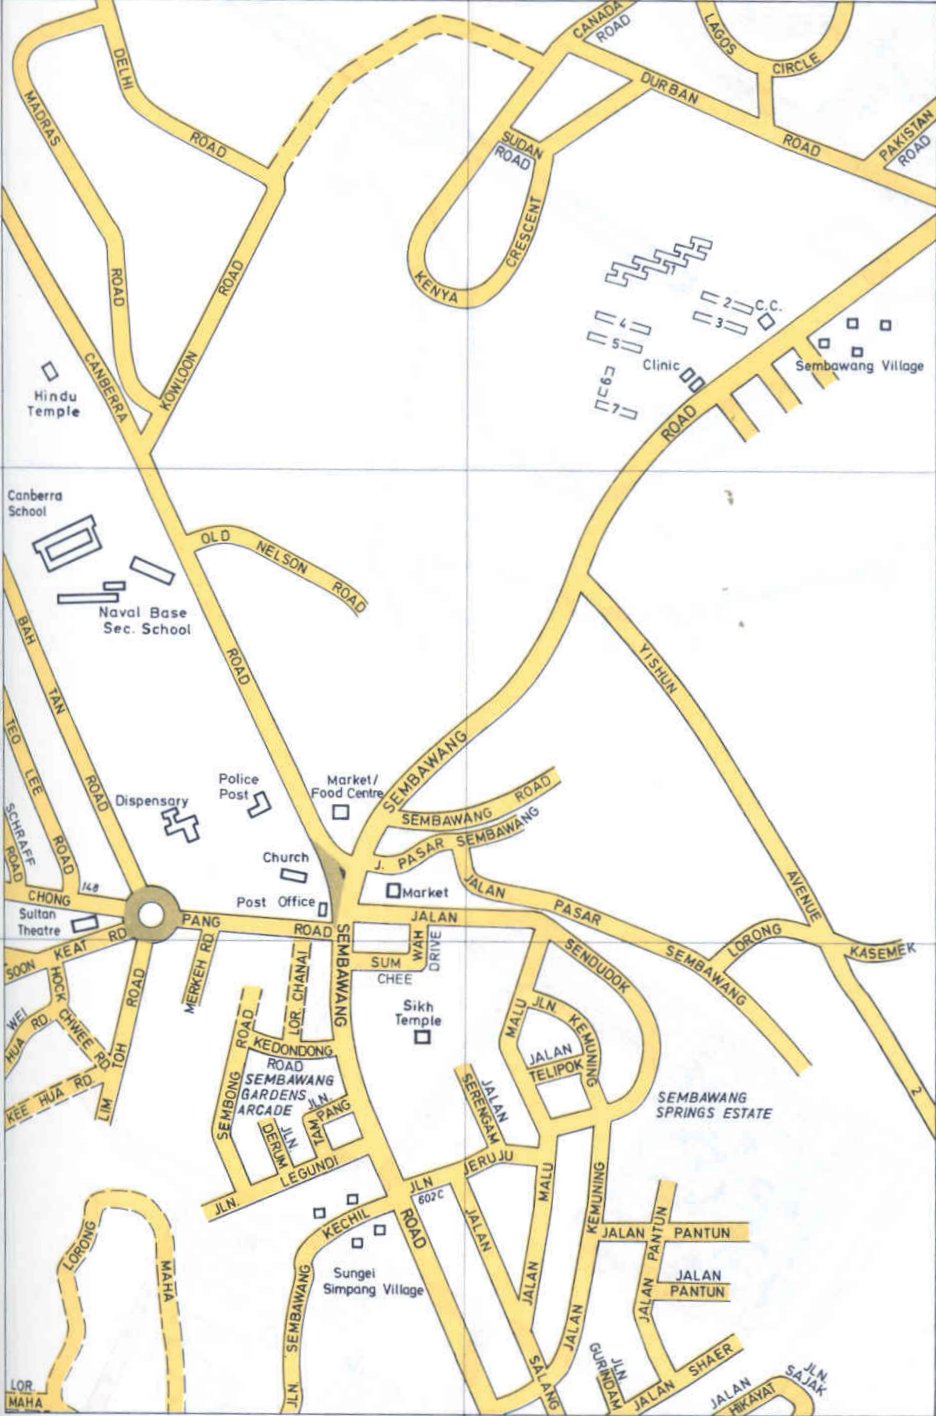 CANADA
ROAD
LAGOS
CIRCLE
DELHI
ROAD
MADRAS
ROAD
DURBAN
ROAD
PAKISTAN
ROAD
SUDAN
ROAD
CRESCENT
KENYA
KOWLOON
ROAD
CANBERRA
Hindu
Temple
2
C.C.
3
4
5
Clinic
6
7
Sembawang Village
ROAD
Canberra
School
OLD
NELSON
ROAD
Naval Base
Sec. School
BAH
TAN
ROAD
ROAD
YISHUN
AVENUE
2
TEO
LEE
ROAD
SCHRAFF
ROAD
Police
Post
Dispensary
Market/
Food Centre
SEMBAWANG
SEMBAWANG
ROAD
J. PASAR SEMBAWANG
Church
Post Office
Market
JALAN
PASAR
SEMBAWANG
CHONG
148
PANG
ROAD
Sultan
Theatre
SOON
KEAT
RD
JALAN
SENDUDOK
LORONG
KASEMEK
MERKEH RD
LOR CHANAI
SEMBAWANG
SUM
CHEE
WAH
DRIVE
HOCK
CHWEE
RD
WEI
HUA RD.
KEE HUA RD
LIM
TOH
ROAD
Sikh
Temple
MALU
JLN
KEMUNING
JALAN
TELIPOK
SEMBONG
ROAD
KEDONDONG
ROAD
SEMBAWANG
GARDENS
ARCADE
JLN.
TAMPANG
JLN.
DERUM
JLN.
LEGUNDI
JALAN
SERENGAM
SEMBAWANG
SPRINGS ESTATE
JLN
JERUJU
602C
KECHIL
ROAD
JLN.
SEMBAWANG
Sungei
Simpang Village
JALAN
SALANG
JALAN
MALU
JALAN
KEMUNING
JALAN
PANTUN
JALAN
PANTUN
JALAN
PANTUN
LORONG
MAHA
LOR.
MAHA
JLN.
GURINDAM
JALAN
SHAER
JALAN
HIKAYAT
JLN.
SAJAK